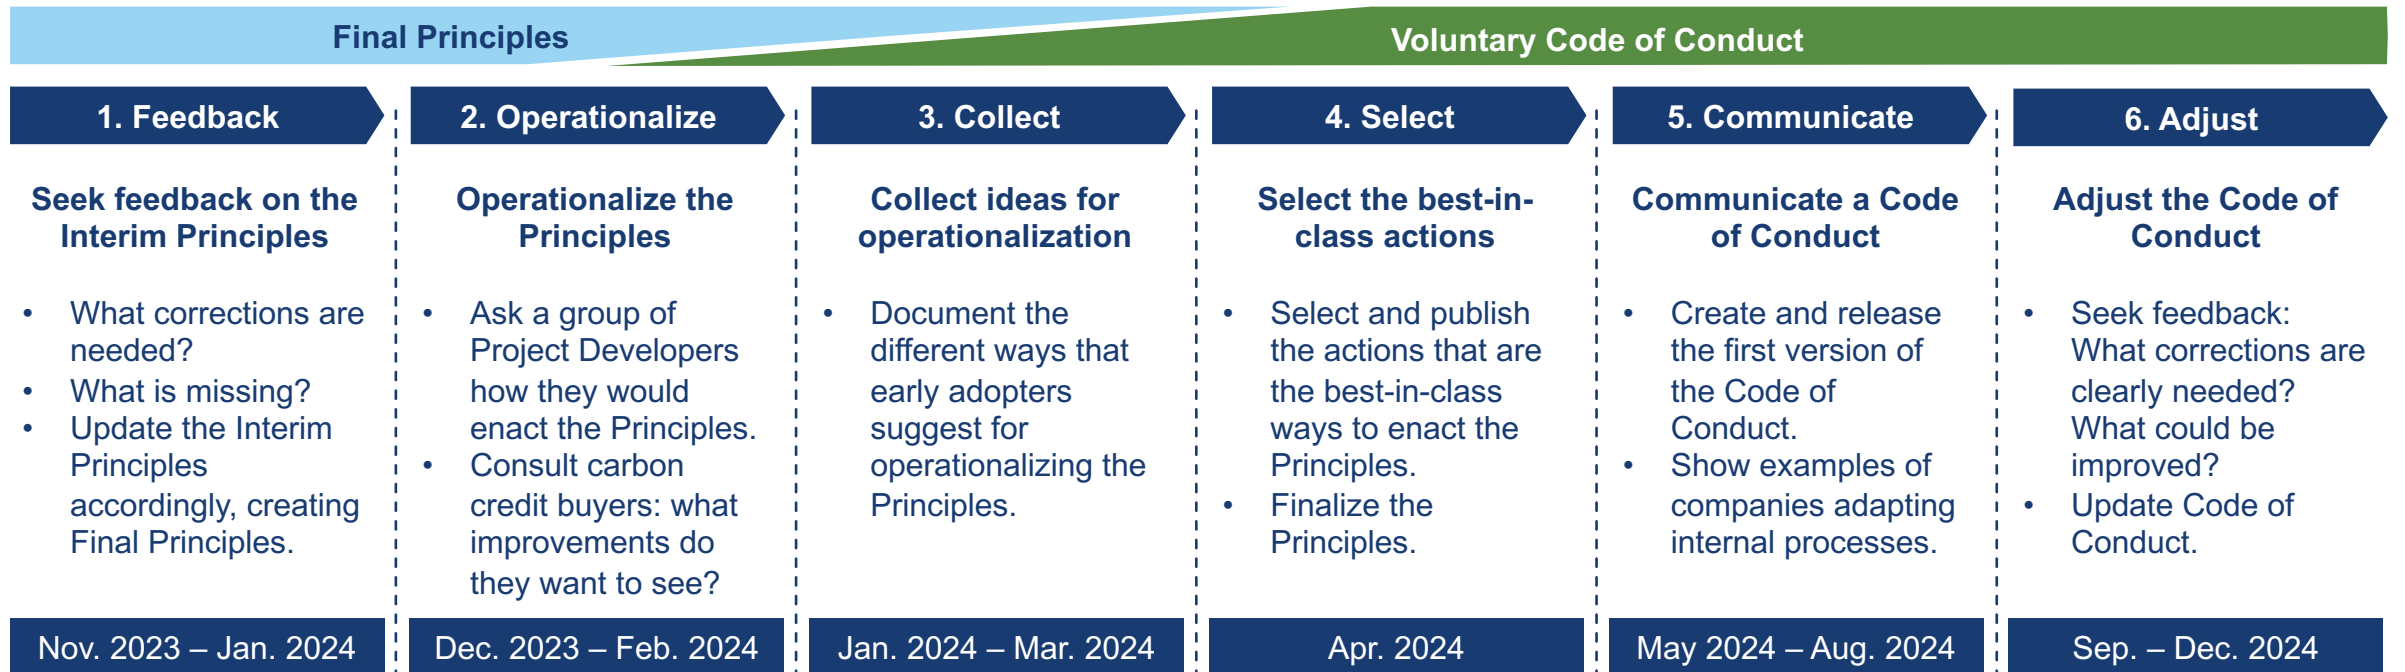 Final Principles
Voluntary Code of Conduct
1. Feedback
Seek feedback on the
Interim Principles
• What corrections are
needed?
• What is missing?
• Update the Interim
Principles
accordingly, creating
Final Principles.
Nov. 2023 – Jan. 2024
2. Operationalize
Operationalize the
Principles
• Ask a group of
Project Developers
how they would
enact the Principles.
• Consult carbon
credit buyers: what
improvements do
they want to see?
Dec. 2023 – Feb. 2024
3. Collect
Collect ideas for
operationalization
• Document the
different ways that
early adopters
suggest for
operationalizing the
Principles.
Jan. 2024 – Mar. 2024
4. Select
Select the best-in-
class actions
• Select and publish
the actions that are
the best-in-class
ways to enact the
Principles.
• Finalize the
Principles.
Apr. 2024
5. Communicate
Communicate a Code
of Conduct
• Create and release
the first version of
the Code of
Conduct.
• Show examples of
companies adapting
internal processes.
May 2024 – Aug. 2024
6. Adjust
Adjust the Code of
Conduct
• Seek feedback:
What corrections are
clearly needed?
What could be
improved?
• Update Code of
Conduct.
Sep. – Dec. 2024